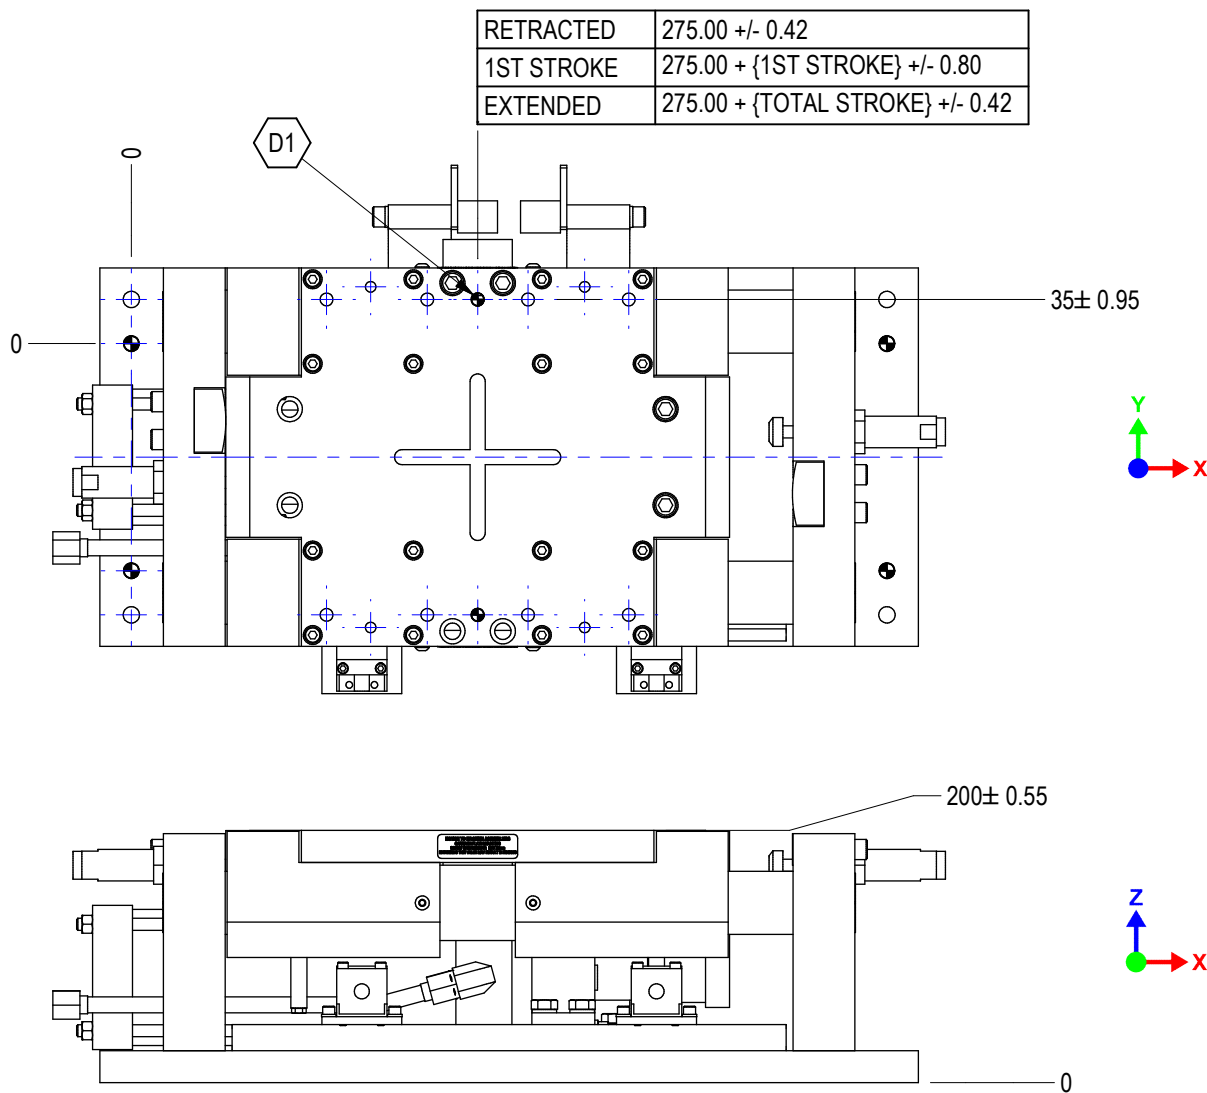 RETRACTED 275.00 +/- 0.42
1ST STROKE 275.00 + {1ST STROKE} +/- 0.80
EXTENDED 275.00 + {TOTAL STROKE} +/- 0.42
0
D1
35± 0.95
0
Y
X
200± 0.55
Z
X
0